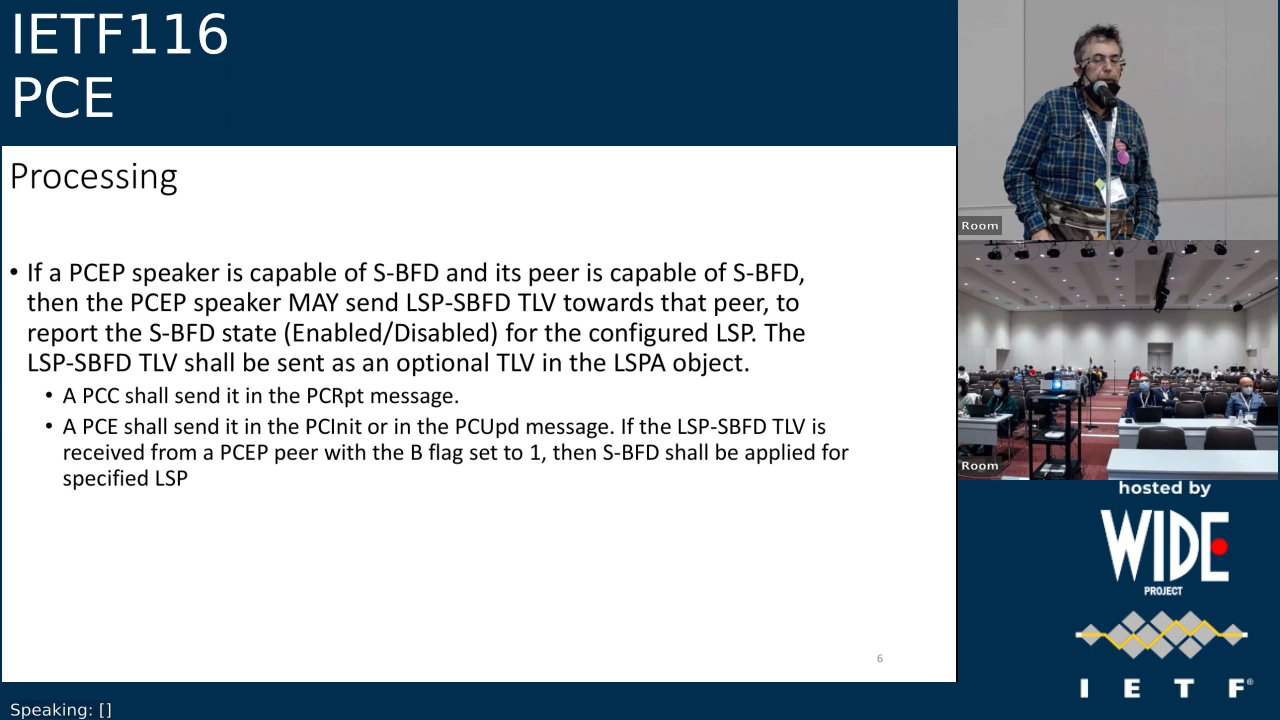 IETF116
PCE
Processing
• If a PCEP speaker is capable of S-BFD and its peer is capable of S-BFD,
then the PCEP speaker MAY send LSP-SBFD TLV towards that peer, to
report the S-BFD state (Enabled/Disabled) for the configured LSP. The
LSP-SBFD TLV shall be sent as an optional TLV in the LSPA object.
• A PCC shall send it in the PCRpt message.
• A PCE shall send it in the PCInit or in the PCUpd message. If the LSP-SBFD TLV is
received from a PCEP peer with the B flag set to 1, then S-BFD shall be applied for
specified LSP
6
Speaking: []
Room
Room
hosted by
WIDE
PROJECT
I E T F®